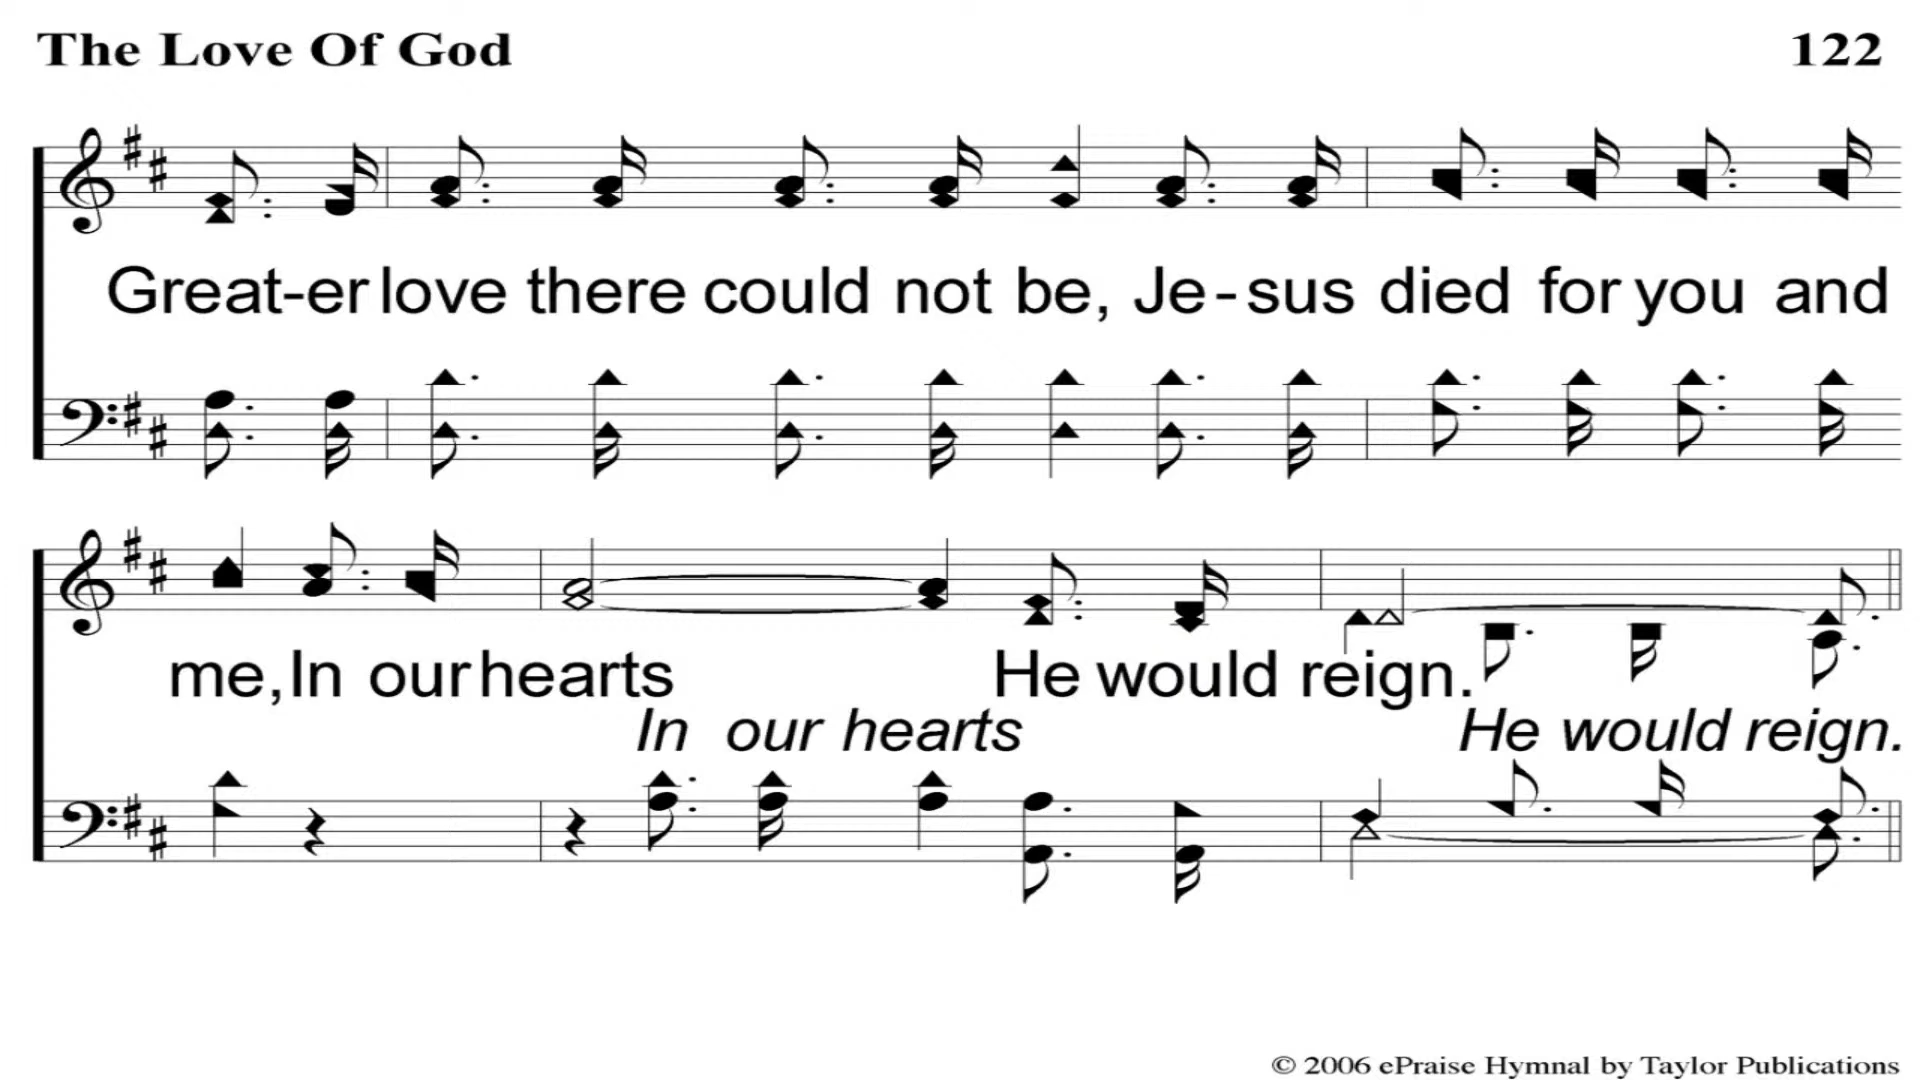 The Love Of God 122
Great-er love there could not be, Je-sus died for you and
me, In our hearts He would reign.
In our hearts He would reign.
© 2006 ePraise Hymnal by Taylor Publications